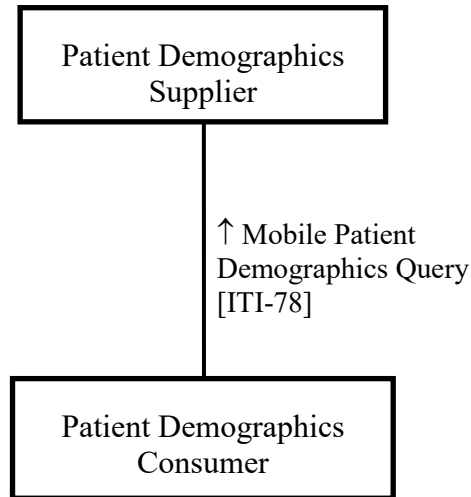 Patient Demographics
Supplier
↑ Mobile Patient
Demographics Query
[ITI-78]
Patient Demographics
Consumer